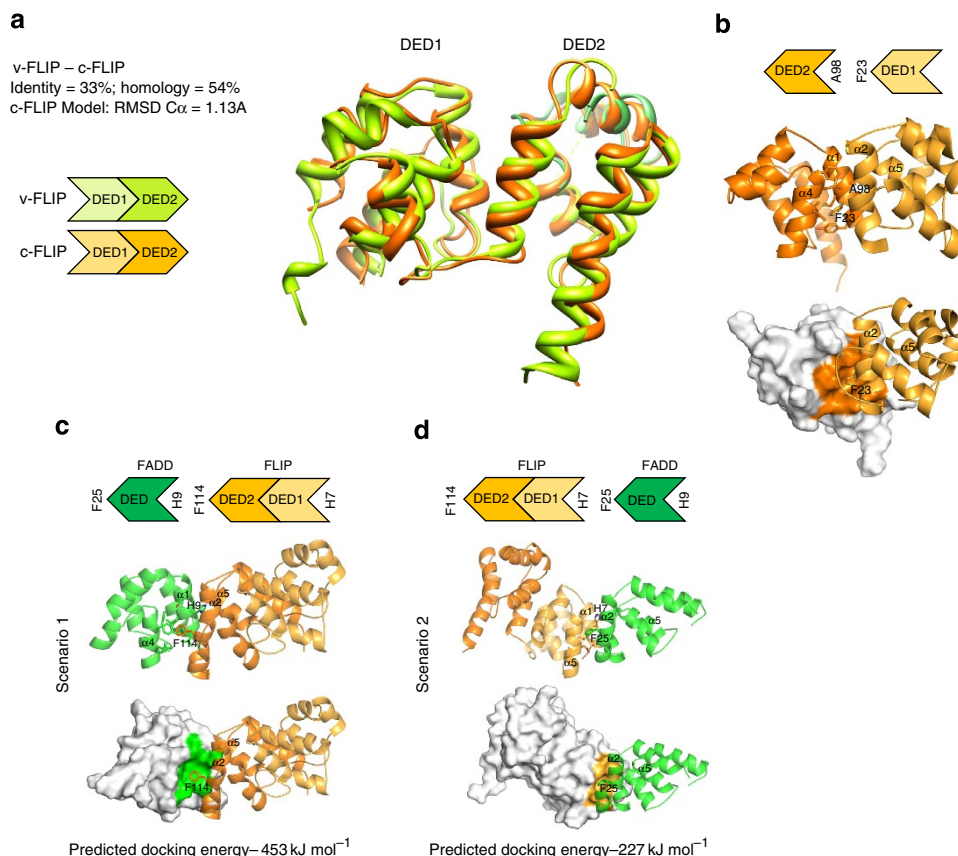 a
v-FLIP – c-FLIP
Identity = 33%; homology = 54%
c-FLIP Model: RMSD Cα = 1.13A
v-FLIP DED1 DED2
c-FLIP DED1 DED2
DED1 DED2
b
DED2 A98 F23 DED1
α1 α2
α5
α4 A98
F23
α2
α5
F23
c
FADD FLIP
F25 DED H9 F114 DED2 DED1 H7
Scenario 1
α1 α5
H9 α2
F114
α4
α5
α2
F114
Predicted docking energy– 453 kJ mol⁻¹
d
FLIP FADD
F114 DED2 DED1 H7 F25 DED H9
Scenario 2
α1 H7
α2
α5
F25
α5
α2
α5
F25
Predicted docking energy–227 kJ mol⁻¹